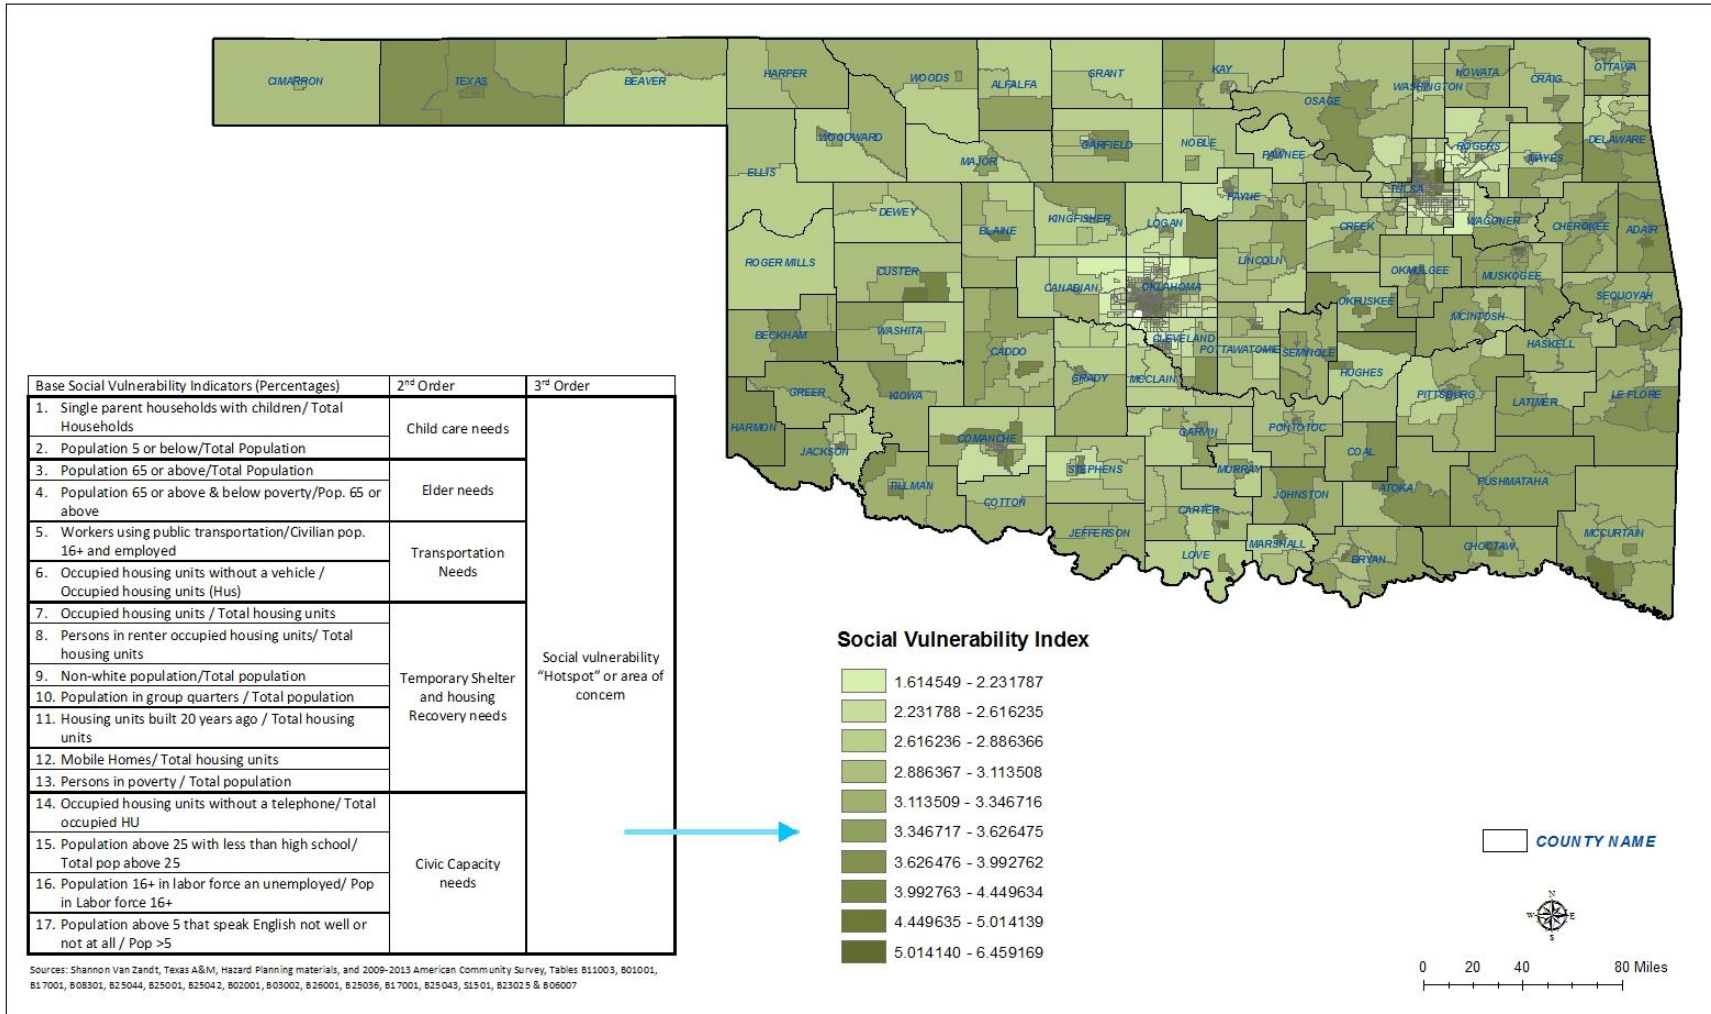 CIMARRON
TEXAS
BEAVER
HARPER
WOODS
ALFALFA
GRANT
KAY
OSAGE
WASHINGTON
NOWATA
CRAIG
OTTAWA
WOODWARD
MAJOR
GARFIELD
NOBLE
PAWNEE
ROGERS
MAYES
DELAWARE
ELLIS
DEWEY
BLAINE
KINGFISHER
LOGAN
PAYNE
CREEK
TULSA
WAGONER
CHEROKEE
ADAIR
ROGER MILLS
CUSTER
CANADIAN
OKLAHOMA
LINCOLN
OKMULGEE
MUSKOGEE
SEQUOYAH
BECKHAM
WASHITA
CADDO
GRADY
MCCLAIN
CLEVELAND
POTTAWATOMIE
SEMINOLE
OKFUSKEE
MCINTOSH
HASKELL
HUGHES
PITTSBURG
LATIMER
LE FLORE
GREER
KIOWA
HARMON
JACKSON
COMANCHE
STEPHENS
GARVIN
MURRAY
PONTOTOC
COAL
TILLMAN
COTTON
JEFFERSON
CARTER
JOHNSTON
ATOKA
PUSHMATAHA
LOVE
MARSHALL
BRYAN
CHOCTAW
MCCURTAIN
Base Social Vulnerability Indicators (Percentages)
2nd Order
3rd Order
1. Single parent households with children/ Total
Households
2. Population 5 or below/Total Population
Child care needs
3. Population 65 or above/Total Population
4. Population 65 or above & below poverty/Pop. 65 or
above
Elder needs
5. Workers using public transportation/Civilian pop.
16+ and employed
6. Occupied housing units without a vehicle /
Occupied housing units (Hus)
Transportation
Needs
7. Occupied housing units / Total housing units
8. Persons in renter occupied housing units/ Total
housing units
9. Non-white population/Total population
10. Population in group quarters / Total population
11. Housing units built 20 years ago / Total housing
units
12. Mobile Homes/ Total housing units
13. Persons in poverty / Total population
Temporary Shelter
and housing
Recovery needs
14. Occupied housing units without a telephone/ Total
occupied HU
15. Population above 25 with less than high school/
Total pop above 25
16. Population 16+ in labor force an unemployed/ Pop
in Labor force 16+
17. Population above 5 that speak English not well or
not at all / Pop >5
Civic Capacity
needs
Social vulnerability
"Hotspot" or area of
concern
Sources: Shannon Van Zandt, Texas A&M, Hazard Planning materials, and 2009-2013 American Community Survey, Tables B11003, B01001,
B17001, B08301, B25044, B25001, B25042, B02001, B03002, B26001, B25036, B17001, B25043, S1501, B23025 & B06007
Social Vulnerability Index
1.614549 - 2.231787
2.231788 - 2.616235
2.616236 - 2.886366
2.886367 - 3.113508
3.113509 - 3.346716
3.346717 - 3.626475
3.626476 - 3.992762
3.992763 - 4.449634
4.449635 - 5.014139
5.014140 - 6.459169
COUNTY NAME
N
W E
S
0 20 40 80 Miles